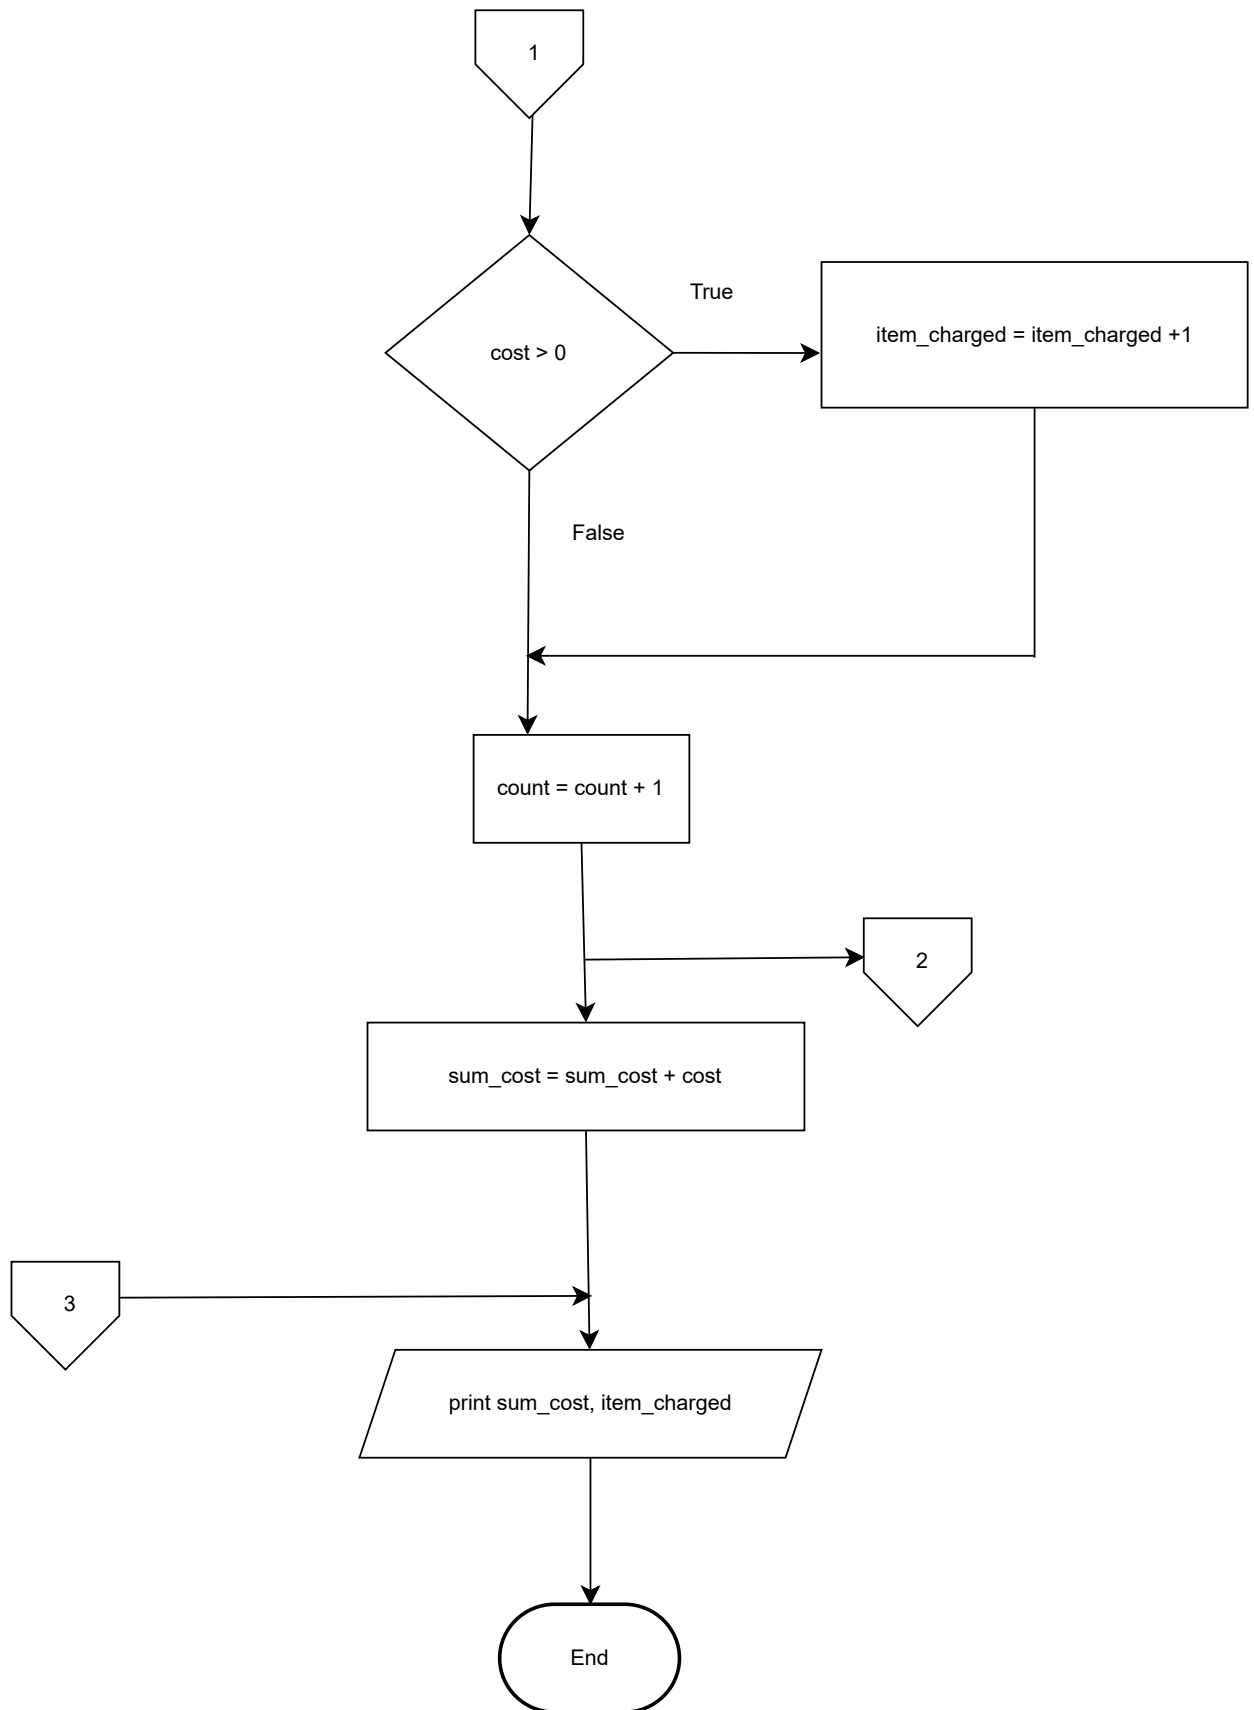 1
True
item_charged = item_charged +1
cost > 0
False
count = count + 1
2
sum_cost = sum_cost + cost
3
print sum_cost, item_charged
End